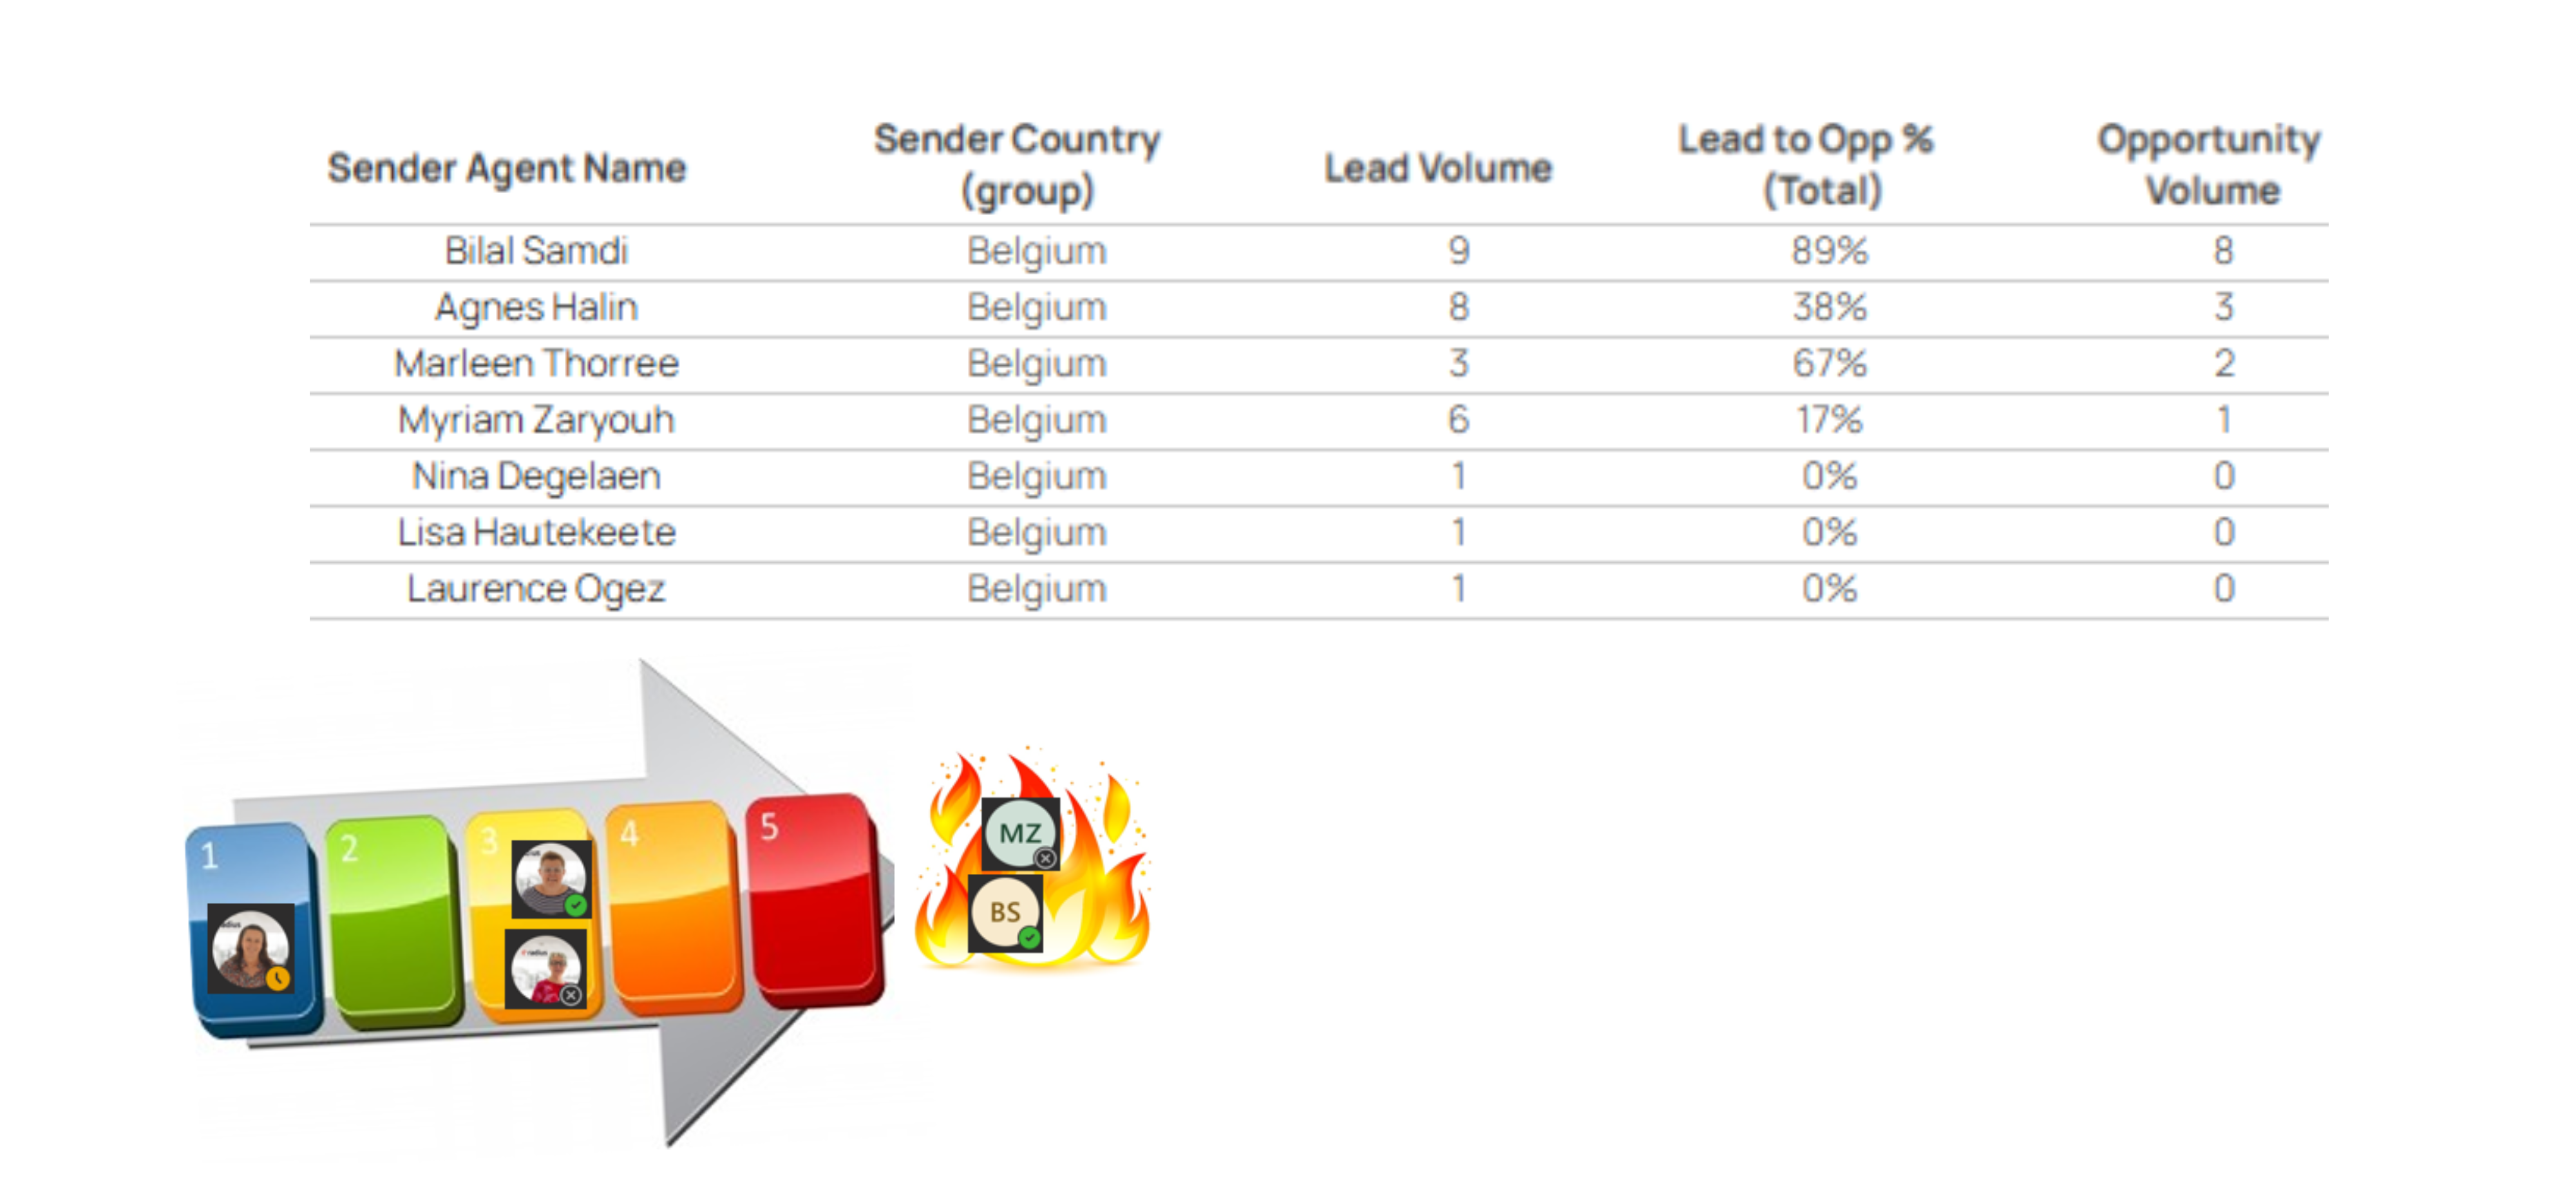 Sender Agent Name Sender Country (group) Lead Volume Lead to Opp % (Total) Opportunity Volume
Bilal Samdi Belgium 9 89% 8
Agnes Halin Belgium 8 38% 3
Marleen Thorree Belgium 3 67% 2
Myriam Zaryouh Belgium 6 17% 1
Nina Degelaen Belgium 1 0% 0
Lisa Hautekeete Belgium 1 0% 0
Laurence Ogez Belgium 1 0% 0
1 2 3 4 5
MZ
BS
radius